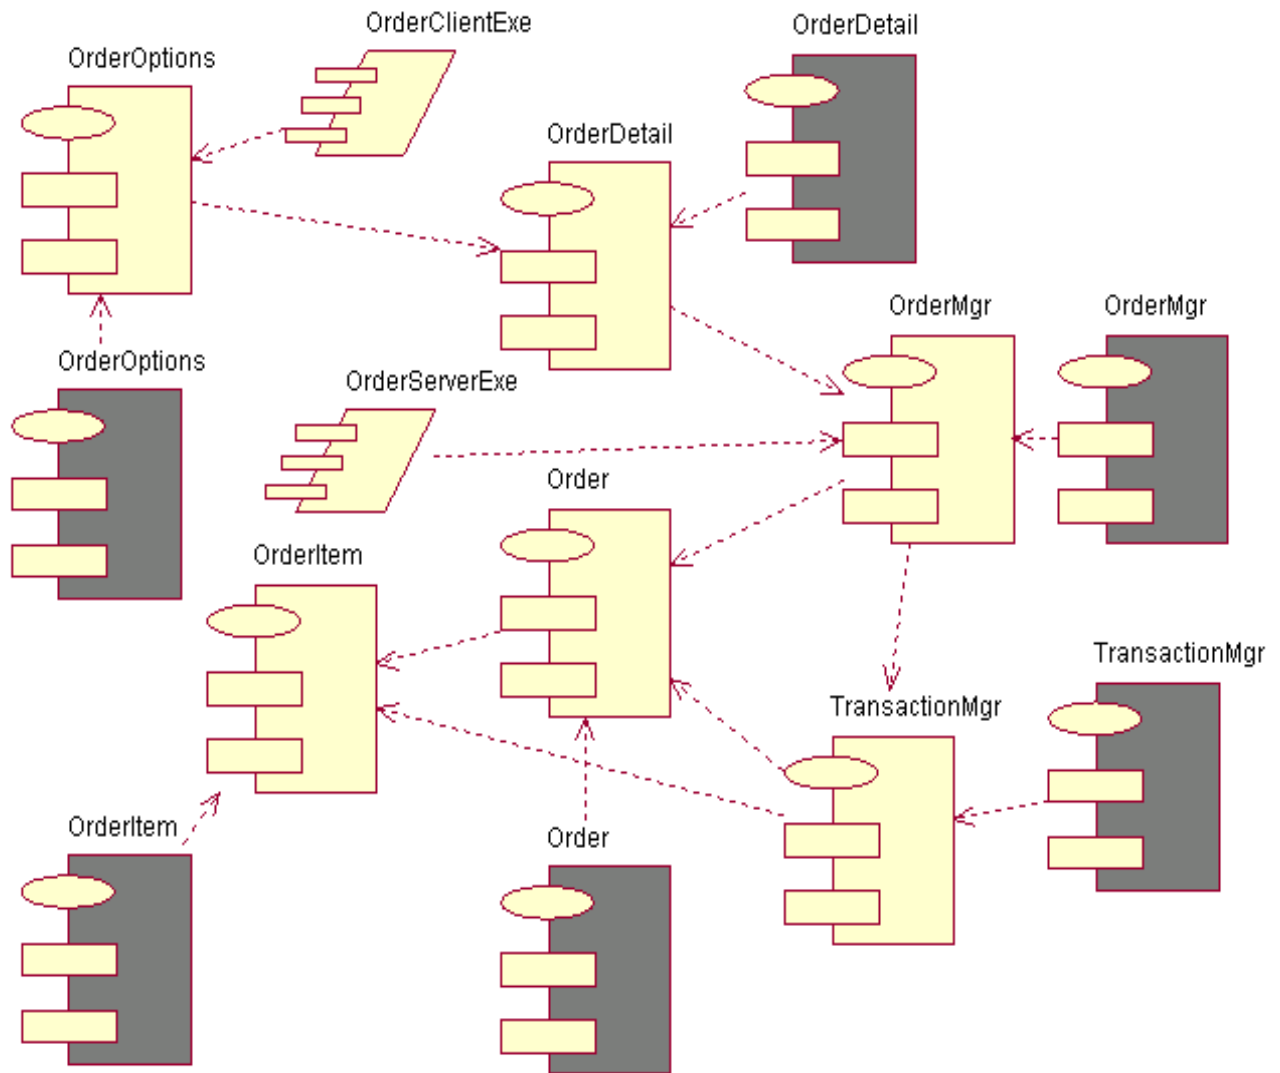 OrderClientExe
OrderDetail
OrderOptions
OrderDetail
OrderMgr
OrderMgr
OrderOptions
OrderServerExe
Order
OrderItem
TransactionMgr
TransactionMgr
OrderItem
Order